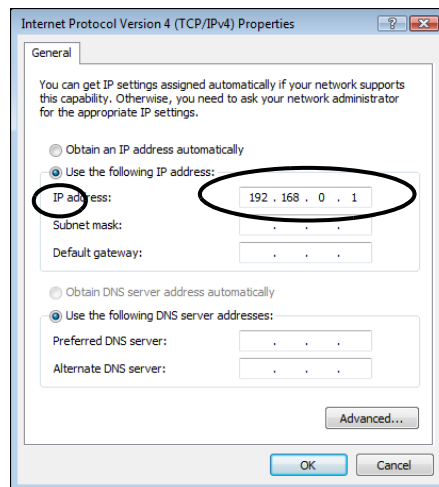 Internet Protocol Version 4 (TCP/IPv4) Properties
General
You can get IP settings assigned automatically if your network supports
this capability. Otherwise, you need to ask your network administrator
for the appropriate IP settings.
Obtain an IP address automatically
Use the following IP address:
IP address: 192 . 168 . 0 . 1
Subnet mask: . . .
Default gateway: . . .
Obtain DNS server address automatically
Use the following DNS server addresses:
Preferred DNS server: . . .
Alternate DNS server: . . .
Advanced...
OK Cancel